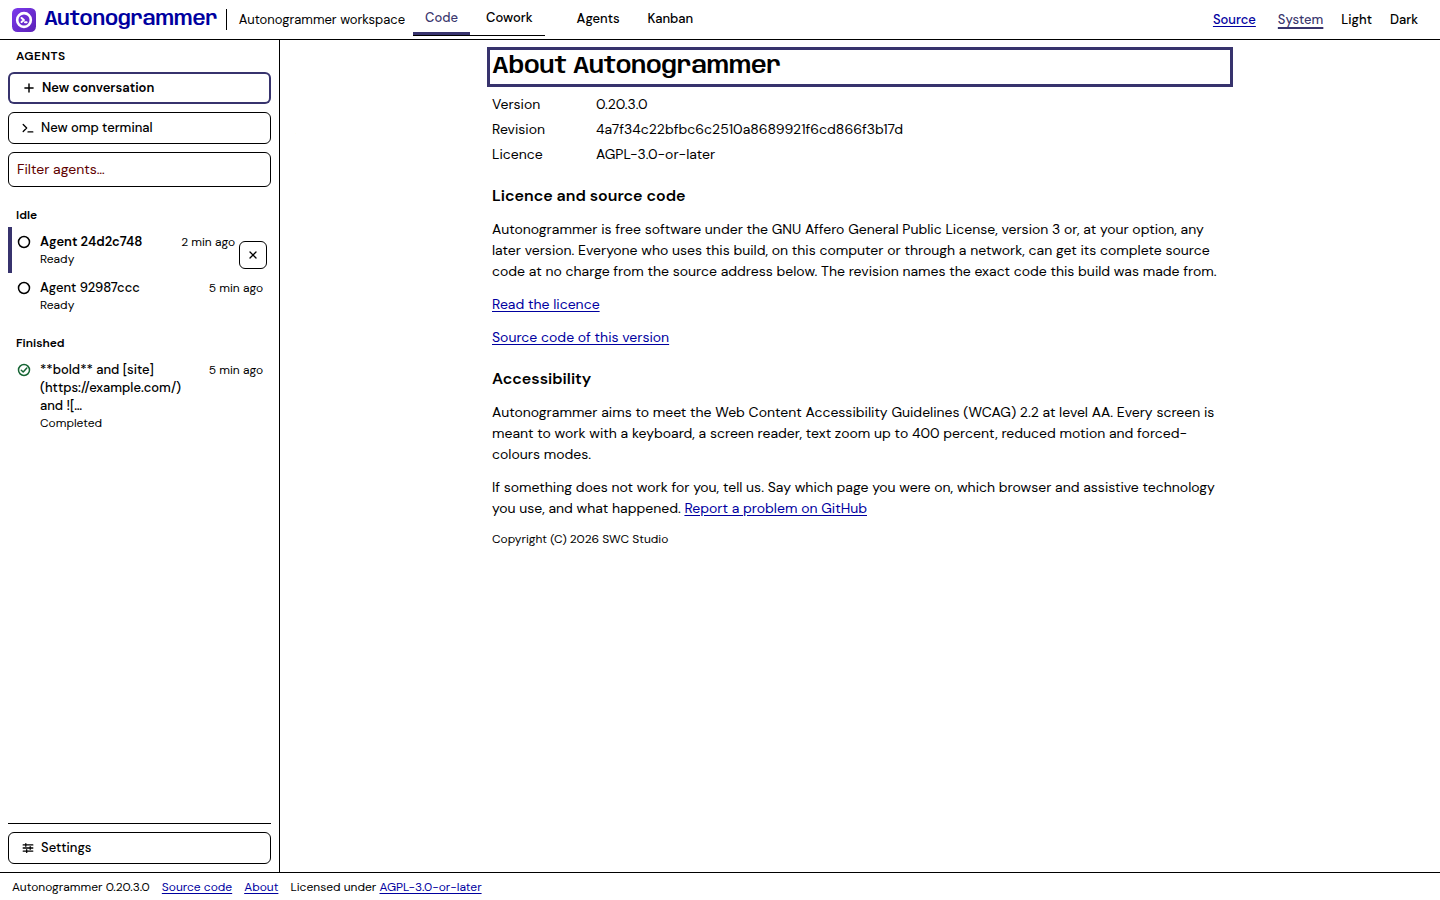 Autonogrammer
Autonogrammer workspace
Code
Cowork
Agents
Kanban
Source
System
Light
Dark
AGENTS
New conversation
New omp terminal
Filter agents...
Idle
Agent 24d2c748
2 min ago
Ready
Agent 92987ccc
5 min ago
Ready
Finished
**bold** and [site]
(https://example.com/)
and ![...
5 min ago
Completed
Settings
About Autonogrammer
Version 0.20.3.0
Revision 4a7f34c22bfbc6c2510a8689921f6cd866f3b17d
Licence AGPL-3.0-or-later
Licence and source code
Autonogrammer is free software under the GNU Affero General Public License, version 3 or, at your option, any
later version. Everyone who uses this build, on this computer or through a network, can get its complete source
code at no charge from the source address below. The revision names the exact code this build was made from.
Read the licence
Source code of this version
Accessibility
Autonogrammer aims to meet the Web Content Accessibility Guidelines (WCAG) 2.2 at level AA. Every screen is
meant to work with a keyboard, a screen reader, text zoom up to 400 percent, reduced motion and forced-
colours modes.
If something does not work for you, tell us. Say which page you were on, which browser and assistive technology
you use, and what happened. Report a problem on GitHub
Copyright (C) 2026 SWC Studio
Autonogrammer 0.20.3.0 Source code About Licensed under AGPL-3.0-or-later